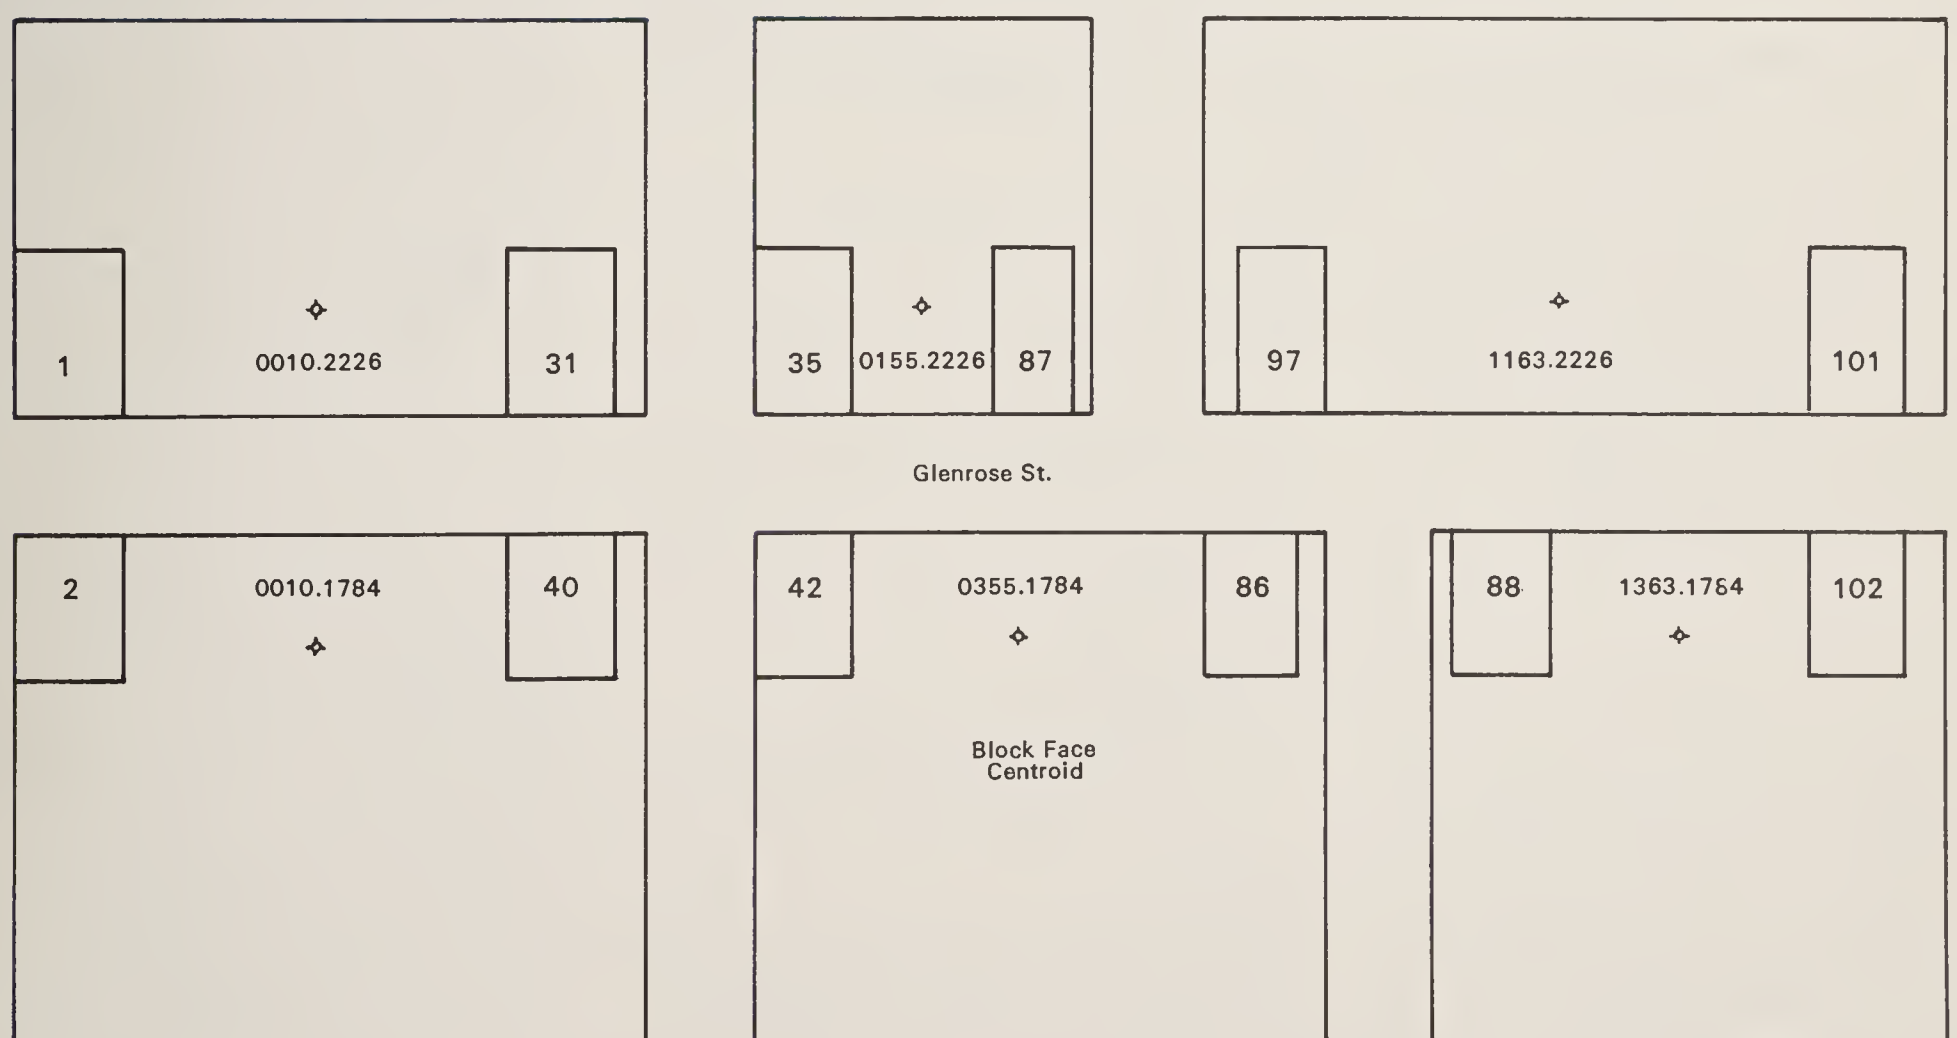 1 0010.2226 31 35 0155.2226 87 97 1163.2226 101
Glenrose St.
2 0010.1784 40 42 0355.1784 86 88 1363.1784 102
Block Face
Centroid